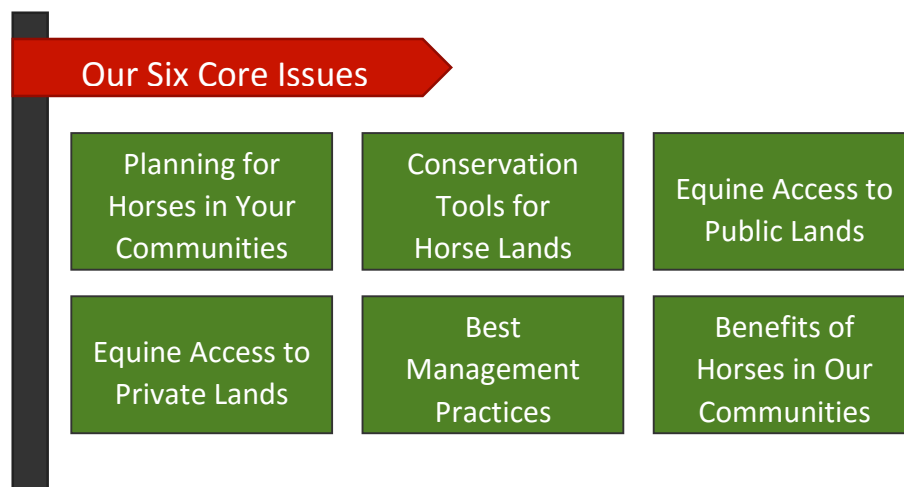 Our Six Core Issues
Planning for
Horses in Your
Communities
Conservation
Tools for
Horse Lands
Equine Access to
Public Lands
Equine Access to
Private Lands
Best
Management
Practices
Benefits of
Horses in Our
Communities